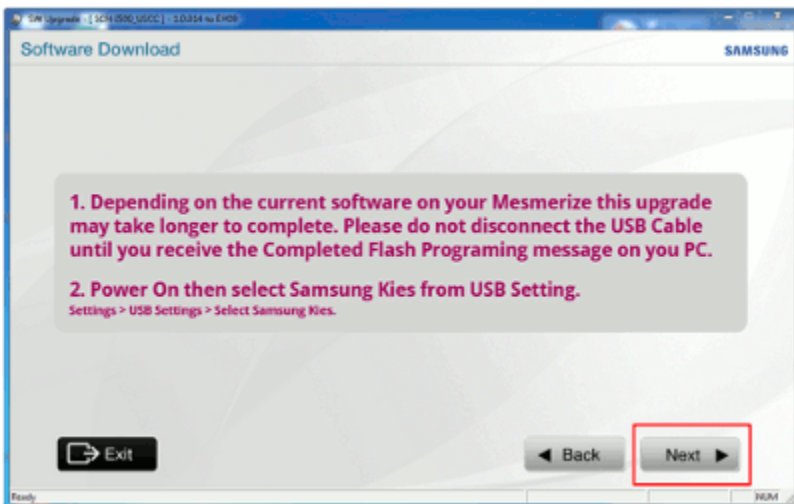 S/W Upgrade - [ SCH-I500_USCC ] -
Software Download
SAMSUNG
1. Depending on the current software on your Mesmerize this upgrade
may take longer to complete. Please do not disconnect the USB Cable
until you receive the Completed Flash Programing message on you PC.
2. Power On then select Samsung Kies from USB Setting.
Settings > USB Settings > Select Samsung Kies.
Exit
Back
Next
Ready
NUM